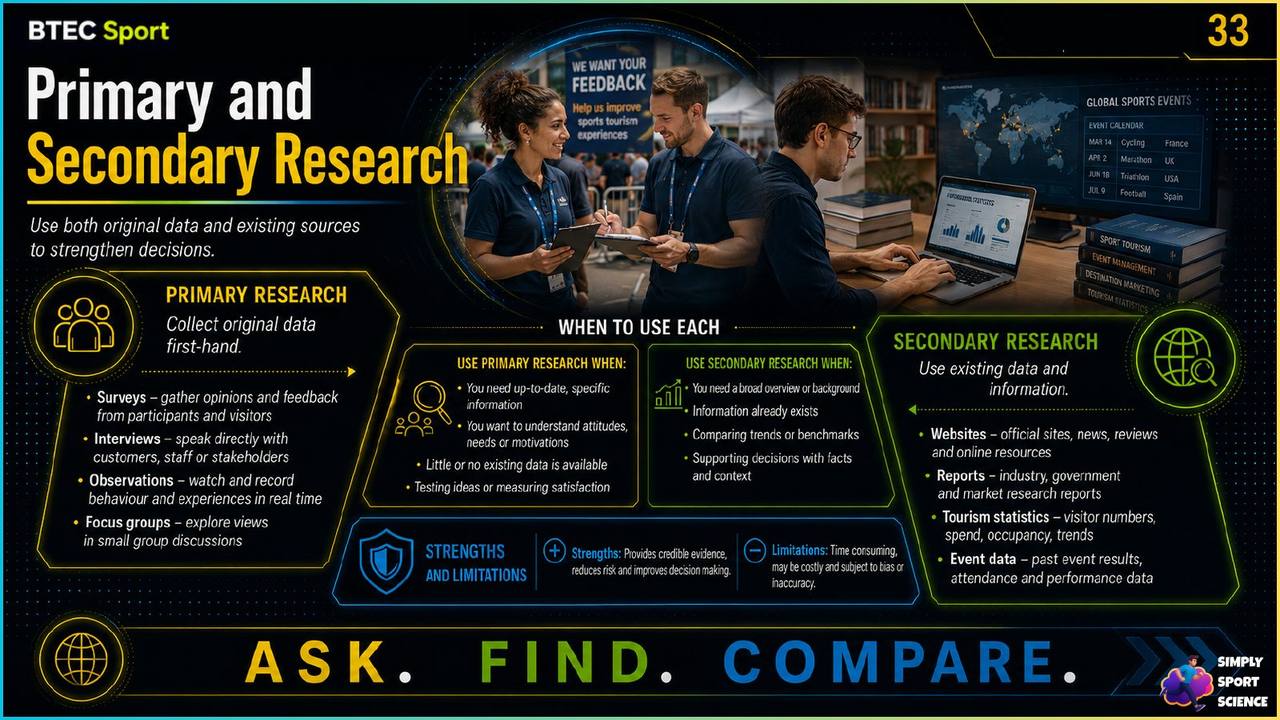 BTEC Sport
33
Primary and
Secondary Research
Use both original data and existing sources
to strengthen decisions.
WE WANT YOUR
FEEDBACK
Help us improve
sports tourism
experiences
GLOBAL SPORTS EVENTS
EVENT CALENDAR
MAR 14 Cycling France
APR 2 Marathon UK
JUN 18 Triathlon USA
JUL 9 Football Spain
SPORT TOURISM
EVENT MANAGEMENT
DESTINATION MARKETING
TOURISM STATISTICS
PRIMARY RESEARCH
Collect original data
first-hand.
• Surveys – gather opinions and feedback
from participants and visitors
• Interviews – speak directly with
customers, staff or stakeholders
• Observations – watch and record
behaviour and experiences in real time
• Focus groups – explore views
in small group discussions
WHEN TO USE EACH
USE PRIMARY RESEARCH WHEN:
• You need up-to-date, specific
information
• You want to understand attitudes,
needs or motivations
• Little or no existing data is available
• Testing ideas or measuring satisfaction
USE SECONDARY RESEARCH WHEN:
• You need a broad overview or background
• Information already exists
• Comparing trends or benchmarks
• Supporting decisions with facts
and context
SECONDARY RESEARCH
Use existing data and
information.
• Websites – official sites, news, reviews
and online resources
• Reports – industry, government
and market research reports
• Tourism statistics – visitor numbers,
spend, occupancy, trends
• Event data – past event results,
attendance and performance data
STRENGTHS
AND LIMITATIONS
Strengths: Provides credible evidence,
reduces risk and improves decision making.
Limitations: Time consuming,
may be costly and subject to bias or
inaccuracy.
ASK. FIND. COMPARE.
SIMPLY
SPORT
SCIENCE